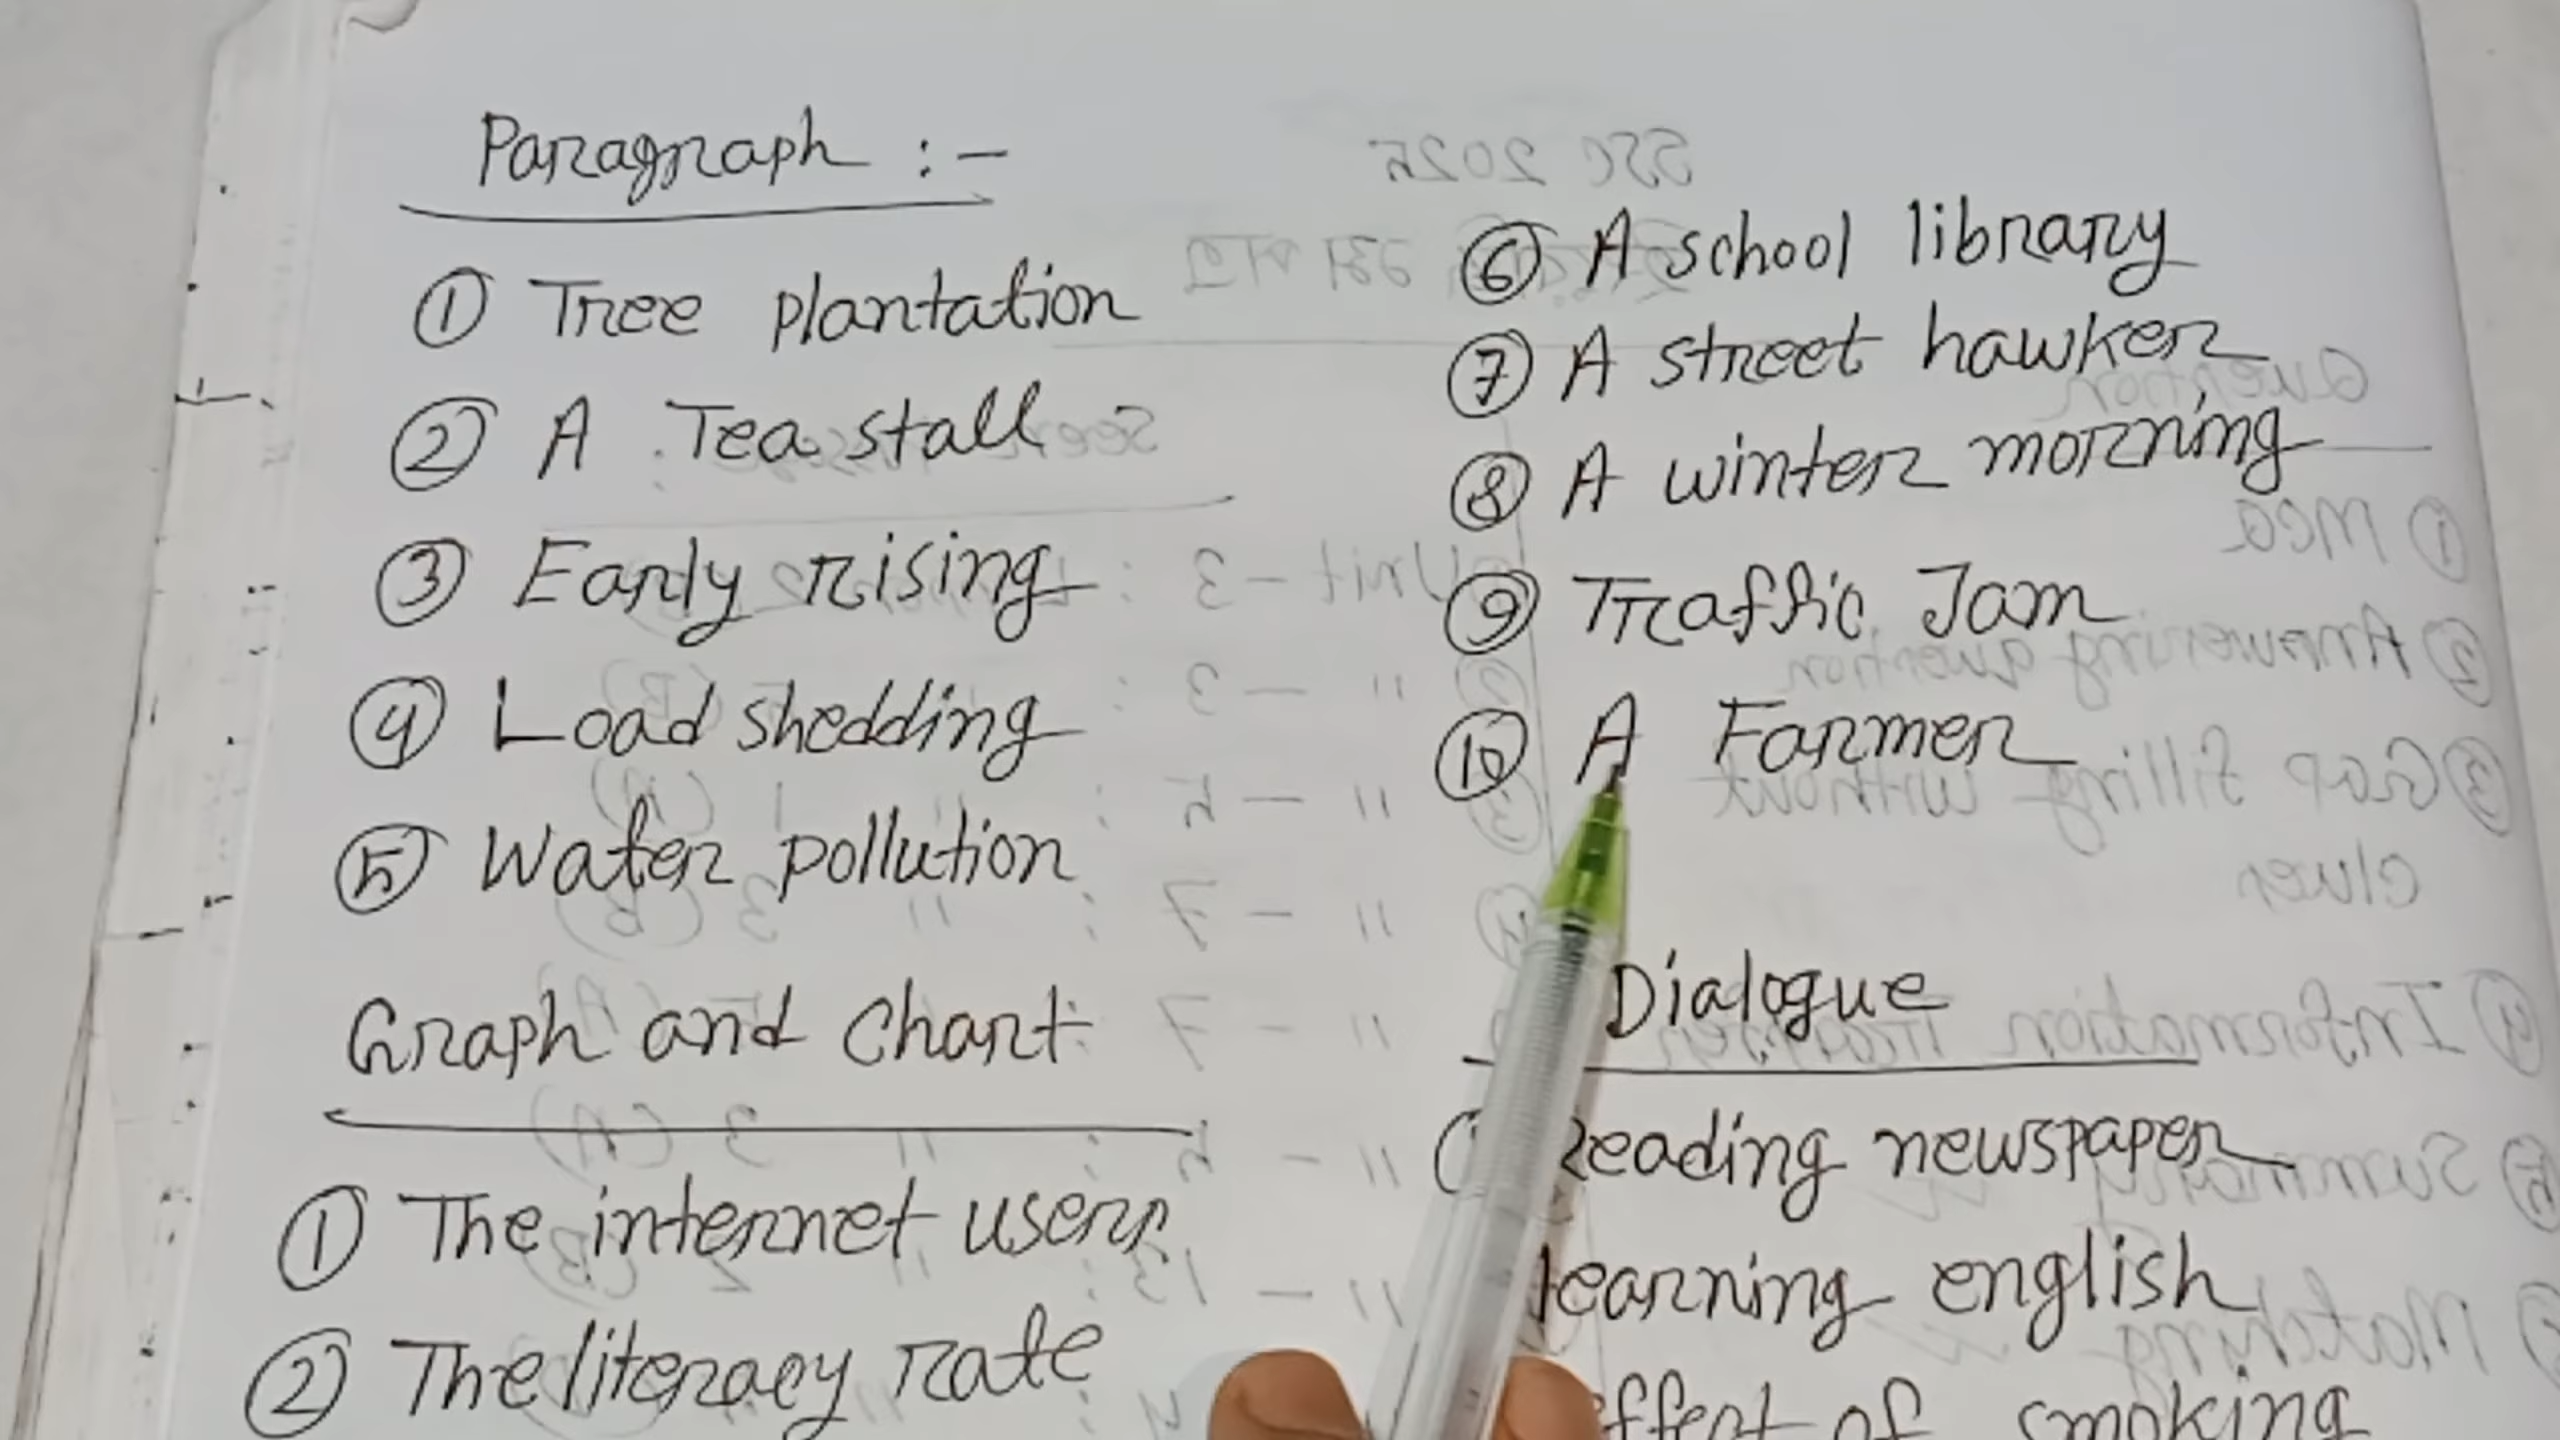 Paragraph :-
① Tree plantation
② A Tea stall
③ Early rising
④ Load shedding
⑤ Water pollution
⑥ A school library
⑦ A street hawker
⑧ A winter morning
⑨ Traffic Jam
⑩ A Farmer
Graph and Chart
① The internet users
② The literacy rate
Dialogue
Reading newspaper
learning english
effect of smoking